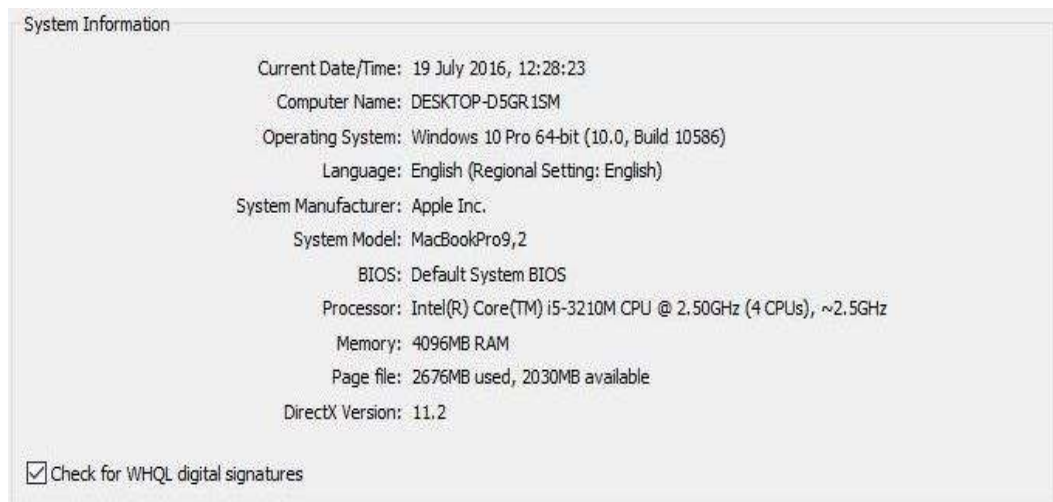 System Information
Current Date/Time: 19 July 2016, 12:28:23
Computer Name: DESKTOP-D5GR1SM
Operating System: Windows 10 Pro 64-bit (10.0, Build 10586)
Language: English (Regional Setting: English)
System Manufacturer: Apple Inc.
System Model: MacBookPro9,2
BIOS: Default System BIOS
Processor: Intel(R) Core(TM) i5-3210M CPU @ 2.50GHz (4 CPUs), ~2.5GHz
Memory: 4096MB RAM
Page file: 2676MB used, 2030MB available
DirectX Version: 11.2
Check for WHQL digital signatures